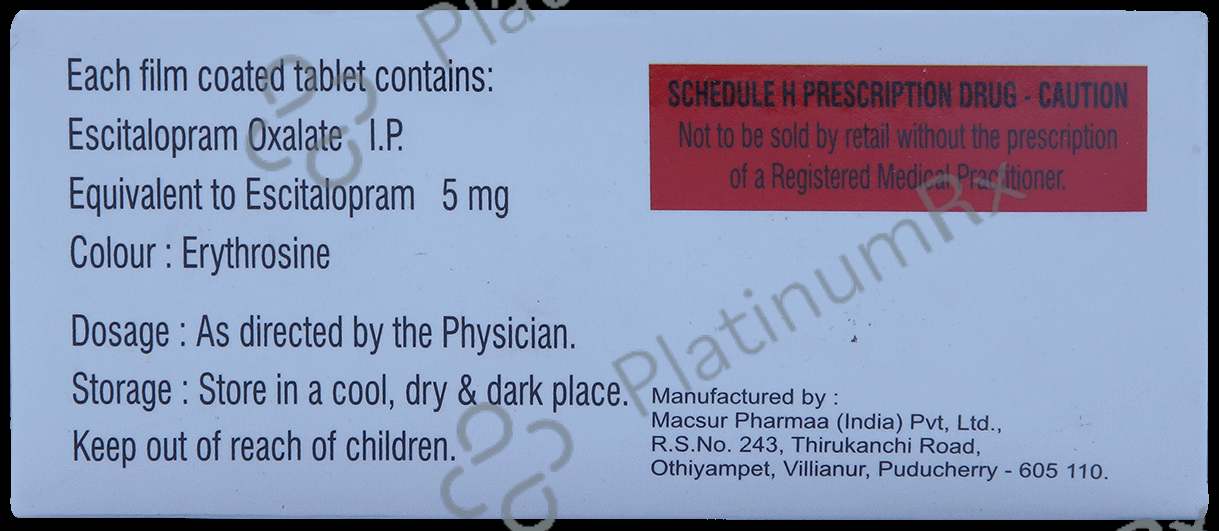 Each film coated tablet contains:
Escitalopram Oxalate I.P.
Equivalent to Escitalopram 5 mg
Colour : Erythrosine
Dosage : As directed by the Physician.
Storage : Store in a cool, dry & dark place.
Keep out of reach of children.
SCHEDULE H PRESCRIPTION DRUG - CAUTION
Not to be sold by retail without the prescription
of a Registered Medical Practitioner.
Manufactured by :
Macsur Pharmaa (India) Pvt, Ltd.,
R.S.No. 243, Thirukanchi Road,
Othiyampet, Villianur, Puducherry - 605 110.
PlatinumRx